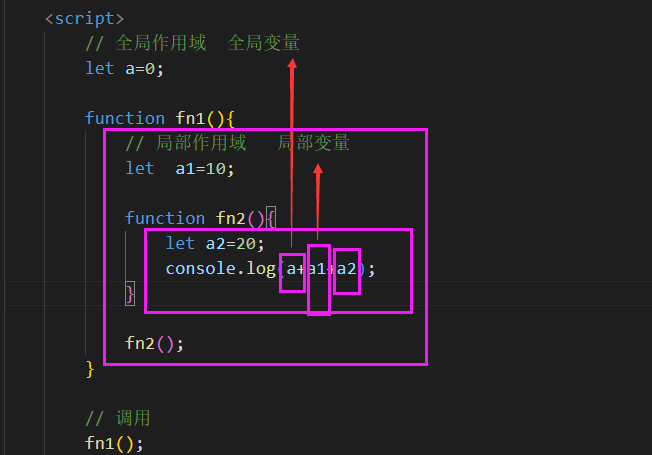 <script>
// 全局作用域  全局变量
let a=0;
function fn1(){
// 局部作用域   局部变量
let  a1=10;
function fn2(){
let a2=20;
console.log(a+a1+a2);
}
fn2();
}
// 调用
fn1();